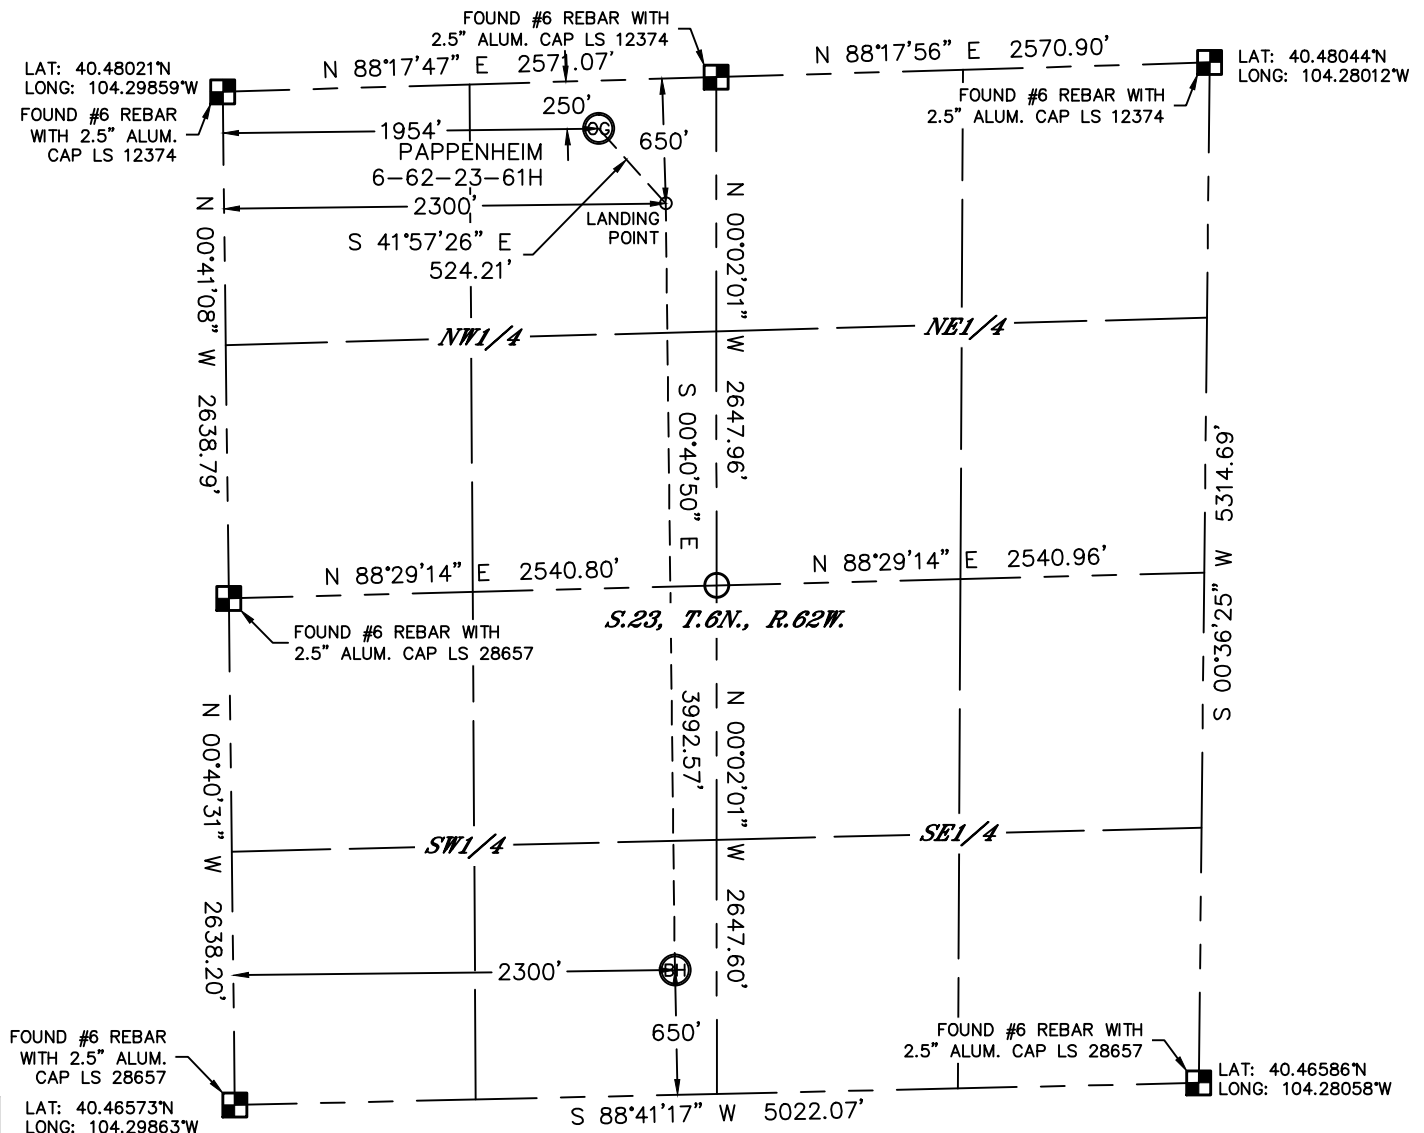 FOUND #6 REBAR WITH
2.5" ALUM. CAP LS 12374
LAT: 40.48021°N
LONG: 104.29859°W
FOUND #6 REBAR
WITH 2.5" ALUM.
CAP LS 12374
N 88°17'47" E 2571.07'
N 88°17'56" E 2570.90'
LAT: 40.48044°N
LONG: 104.28012°W
FOUND #6 REBAR WITH
2.5" ALUM. CAP LS 12374
250'
1954'
OG
650'
PAPPENHEIM
6-62-23-61H
2300'
LANDING
POINT
S 41°57'26" E
524.21'
N 00°41'08" W 2638.79'
N 00°02'01" W 2647.96'
NW1/4
NE1/4
S 00°40'50" E 3992.57'
S 00°36'25" W 5314.69'
N 88°29'14" E 2540.80'
N 88°29'14" E 2540.96'
S.23, T.6N., R.62W.
FOUND #6 REBAR WITH
2.5" ALUM. CAP LS 28657
N 00°40'31" W 2638.20'
N 00°02'01" W 2647.60'
SW1/4
SE1/4
2300'
BH
650'
FOUND #6 REBAR
WITH 2.5" ALUM.
CAP LS 28657
LAT: 40.46573°N
LONG: 104.29863°W
FOUND #6 REBAR WITH
2.5" ALUM. CAP LS 28657
LAT: 40.46586°N
LONG: 104.28058°W
S 88°41'17" W 5022.07'